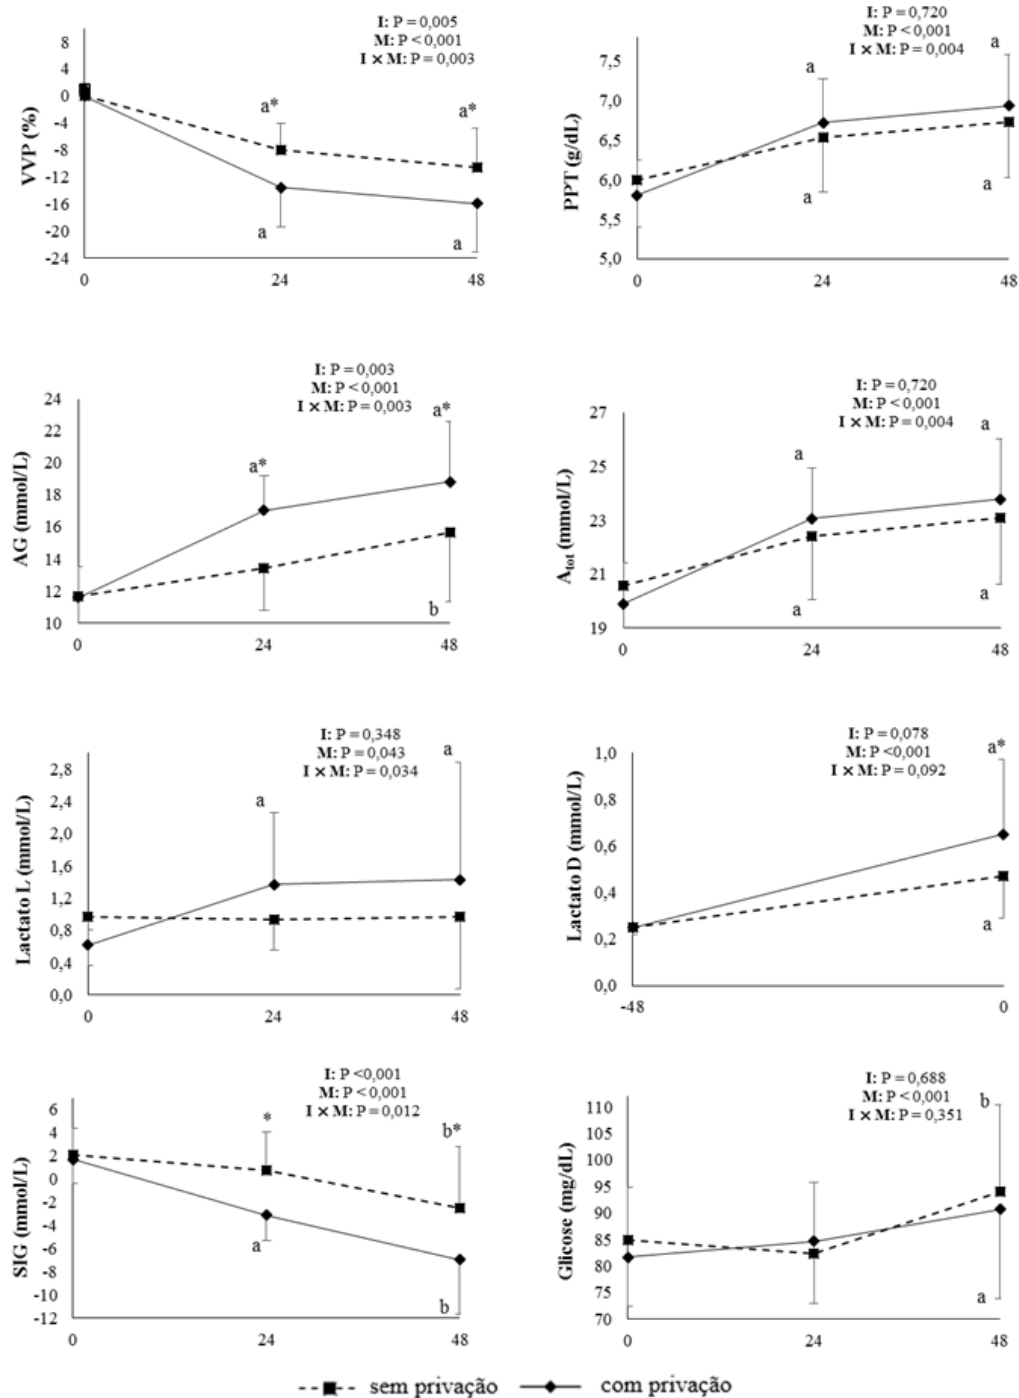 I: P = 0,005
M: P < 0,001
I × M: P = 0,003
VVP (%)
8
4
0
-4
-8
-12
-16
-20
-24
a*
a*
a
a
0
24
48
I: P = 0,720
M: P < 0,001
I × M: P = 0,004
PPT (g/dL)
7,5
7,0
6,5
6,0
5,5
5,0
a
a
a
a
0
24
48
I: P = 0,003
M: P < 0,001
I × M: P = 0,003
AG (mmol/L)
24
22
20
18
16
14
12
10
a*
a*
b
0
24
48
I: P = 0,720
M: P < 0,001
I × M: P = 0,004
Atot (mmol/L)
27
25
23
21
19
a
a
a
a
0
24
48
I: P = 0,348
M: P = 0,043
I × M: P = 0,034
Lactato L (mmol/L)
2,8
2,4
2,0
1,6
1,2
0,8
0,4
0,0
a
a
0
24
48
I: P = 0,078
M: P <0,001
I × M: P = 0,092
Lactato D (mmol/L)
1,0
0,8
0,6
0,4
0,2
0,0
a*
a
-48
0
I: P <0,001
M: P < 0,001
I × M: P = 0,012
SIG (mmol/L)
6
4
2
0
-2
-4
-6
-8
-10
-12
*
b*
a
b
0
24
48
I: P = 0,688
M: P < 0,001
I × M: P = 0,351
Glicose (mg/dL)
110
105
100
95
90
85
80
75
70
b
a
0
24
48
sem privação
com privação